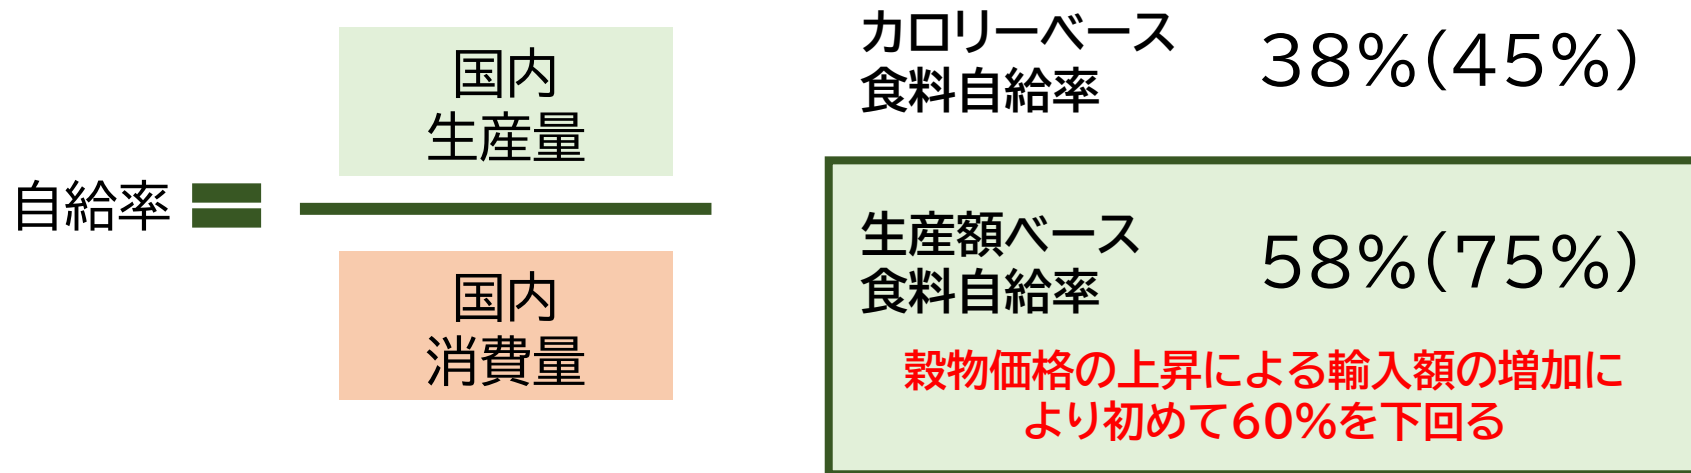 自給率
国内
生産量
国内
消費量
カロリーベース
食料自給率
38%(45%)
生産額ベース
食料自給率
58%(75%)
穀物価格の上昇による輸入額の増加に
より初めて60%を下回る